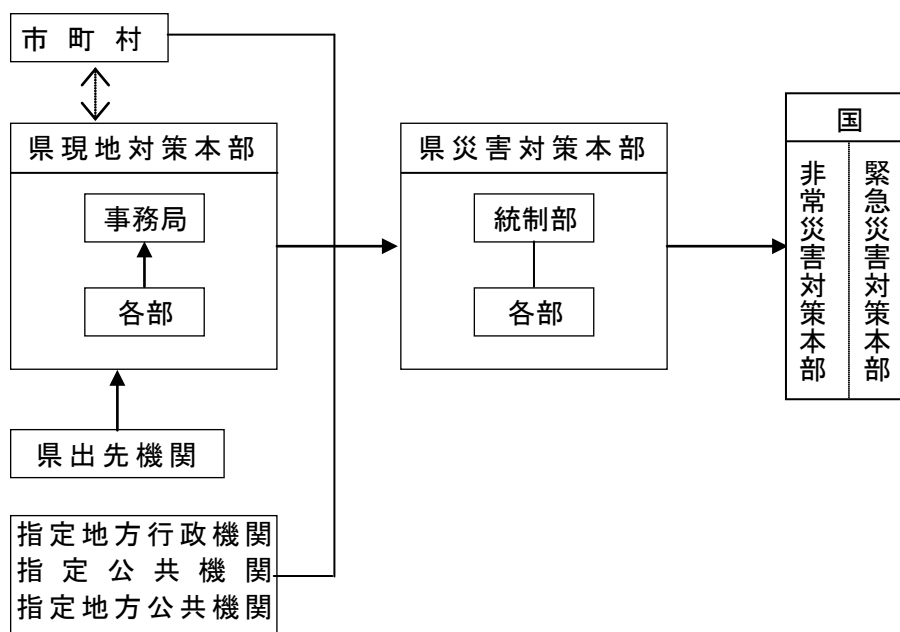 市町村
県現地対策本部
事務局
各部
県出先機関
指定地方行政機関
指定公共機関
指定地方公共機関
県災害対策本部
統制部
各部
国
緊急災害対策本部
非常災害対策本部